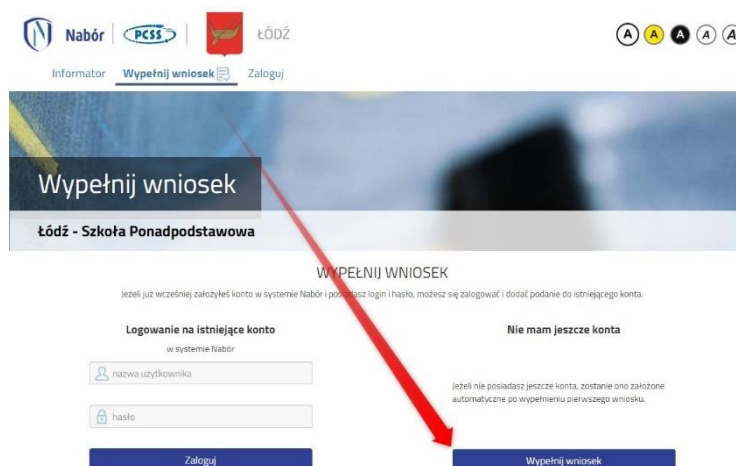 Nabór
PCSS
ŁÓDŹ
A A A A A
Informator Wypełnij wniosek Zaloguj
Wypełnij wniosek
Łódź - Szkoła Ponadpodstawowa
WYPEŁNIJ WNIOSEK
Jeżeli już wcześniej założyłeś konto w systemie Nabór i posiadasz login i hasło, możesz się zalogować i dodać podanie do istniejącego konta.
Logowanie na istniejące konto
w systemie Nabór
nazwa użytkownika
hasło
Zaloguj
Nie mam jeszcze konta
Jeżeli nie posiadasz jeszcze konta, zostanie ono założone
automatyczne po wypełnieniu pierwszego wniosku.
Wypełnij wniosek